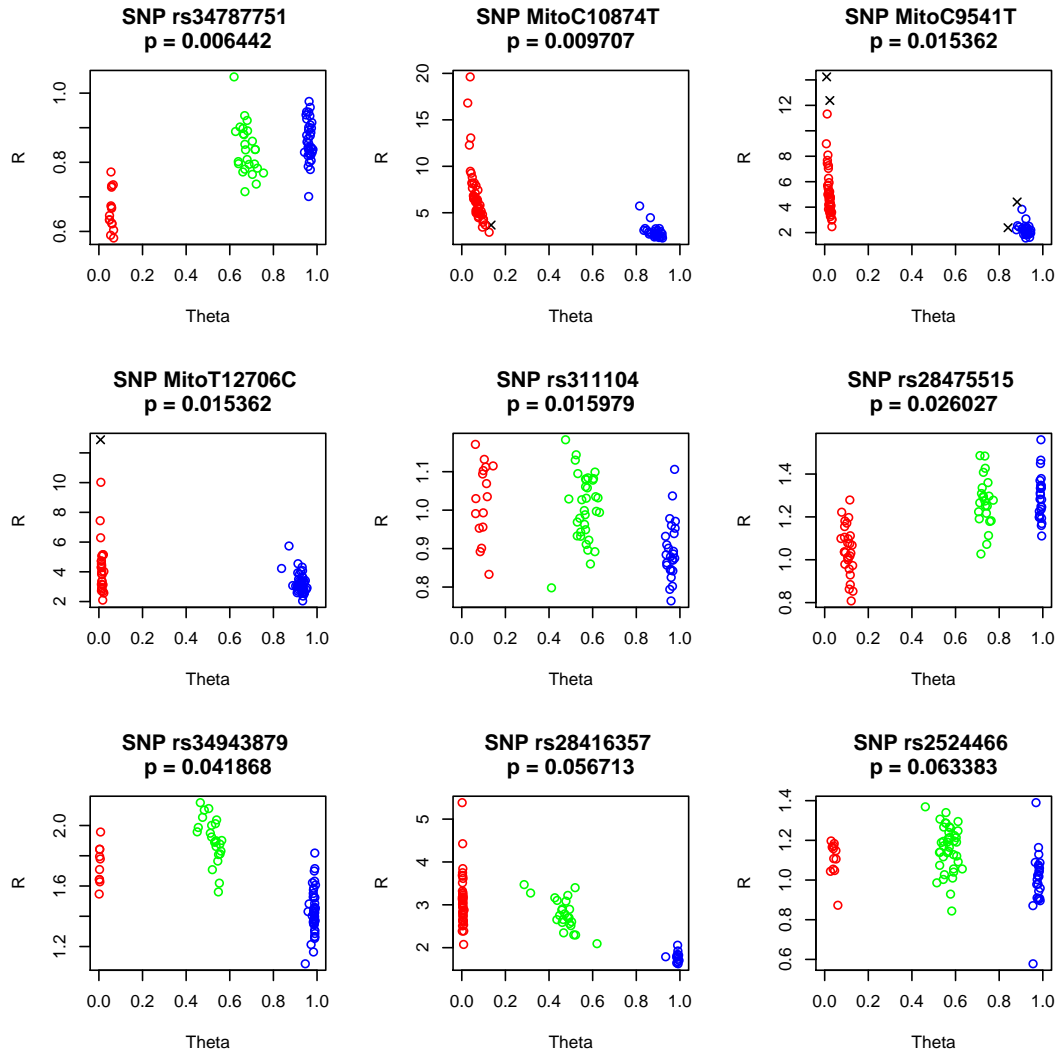 SNP rs34787751
p = 0.006442
R
0.6
0.8
1.0
0.0 0.2 0.4 0.6 0.8 1.0
Theta
SNP MitoC10874T
p = 0.009707
R
5
10
15
20
0.0 0.2 0.4 0.6 0.8 1.0
Theta
SNP MitoC9541T
p = 0.015362
R
2
4
6
8
12
0.0 0.2 0.4 0.6 0.8 1.0
Theta
SNP MitoT12706C
p = 0.015362
R
2
4
6
8
10
0.0 0.2 0.4 0.6 0.8 1.0
Theta
SNP rs311104
p = 0.015979
R
0.8
0.9
1.0
1.1
0.0 0.2 0.4 0.6 0.8 1.0
Theta
SNP rs28475515
p = 0.026027
R
0.8
1.0
1.2
1.4
0.0 0.2 0.4 0.6 0.8 1.0
Theta
SNP rs34943879
p = 0.041868
R
1.2
1.6
2.0
0.0 0.2 0.4 0.6 0.8 1.0
Theta
SNP rs28416357
p = 0.056713
R
2
3
4
5
0.0 0.2 0.4 0.6 0.8 1.0
Theta
SNP rs2524466
p = 0.063383
R
0.6
0.8
1.0
1.2
1.4
0.0 0.2 0.4 0.6 0.8 1.0
Theta